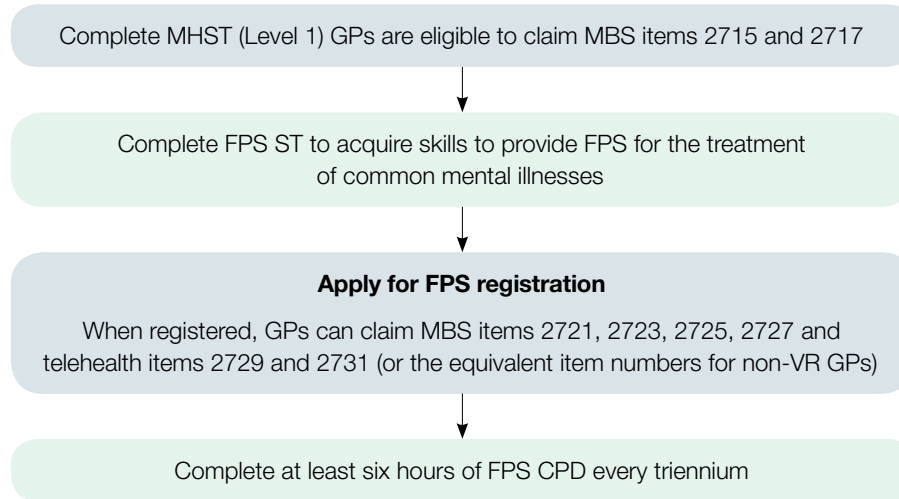 Complete MHST (Level 1) GPs are eligible to claim MBS items 2715 and 2717
Complete FPS ST to acquire skills to provide FPS for the treatment
of common mental illnesses
Apply for FPS registration
When registered, GPs can claim MBS items 2721, 2723, 2725, 2727 and
telehealth items 2729 and 2731 (or the equivalent item numbers for non-VR GPs)
Complete at least six hours of FPS CPD every triennium